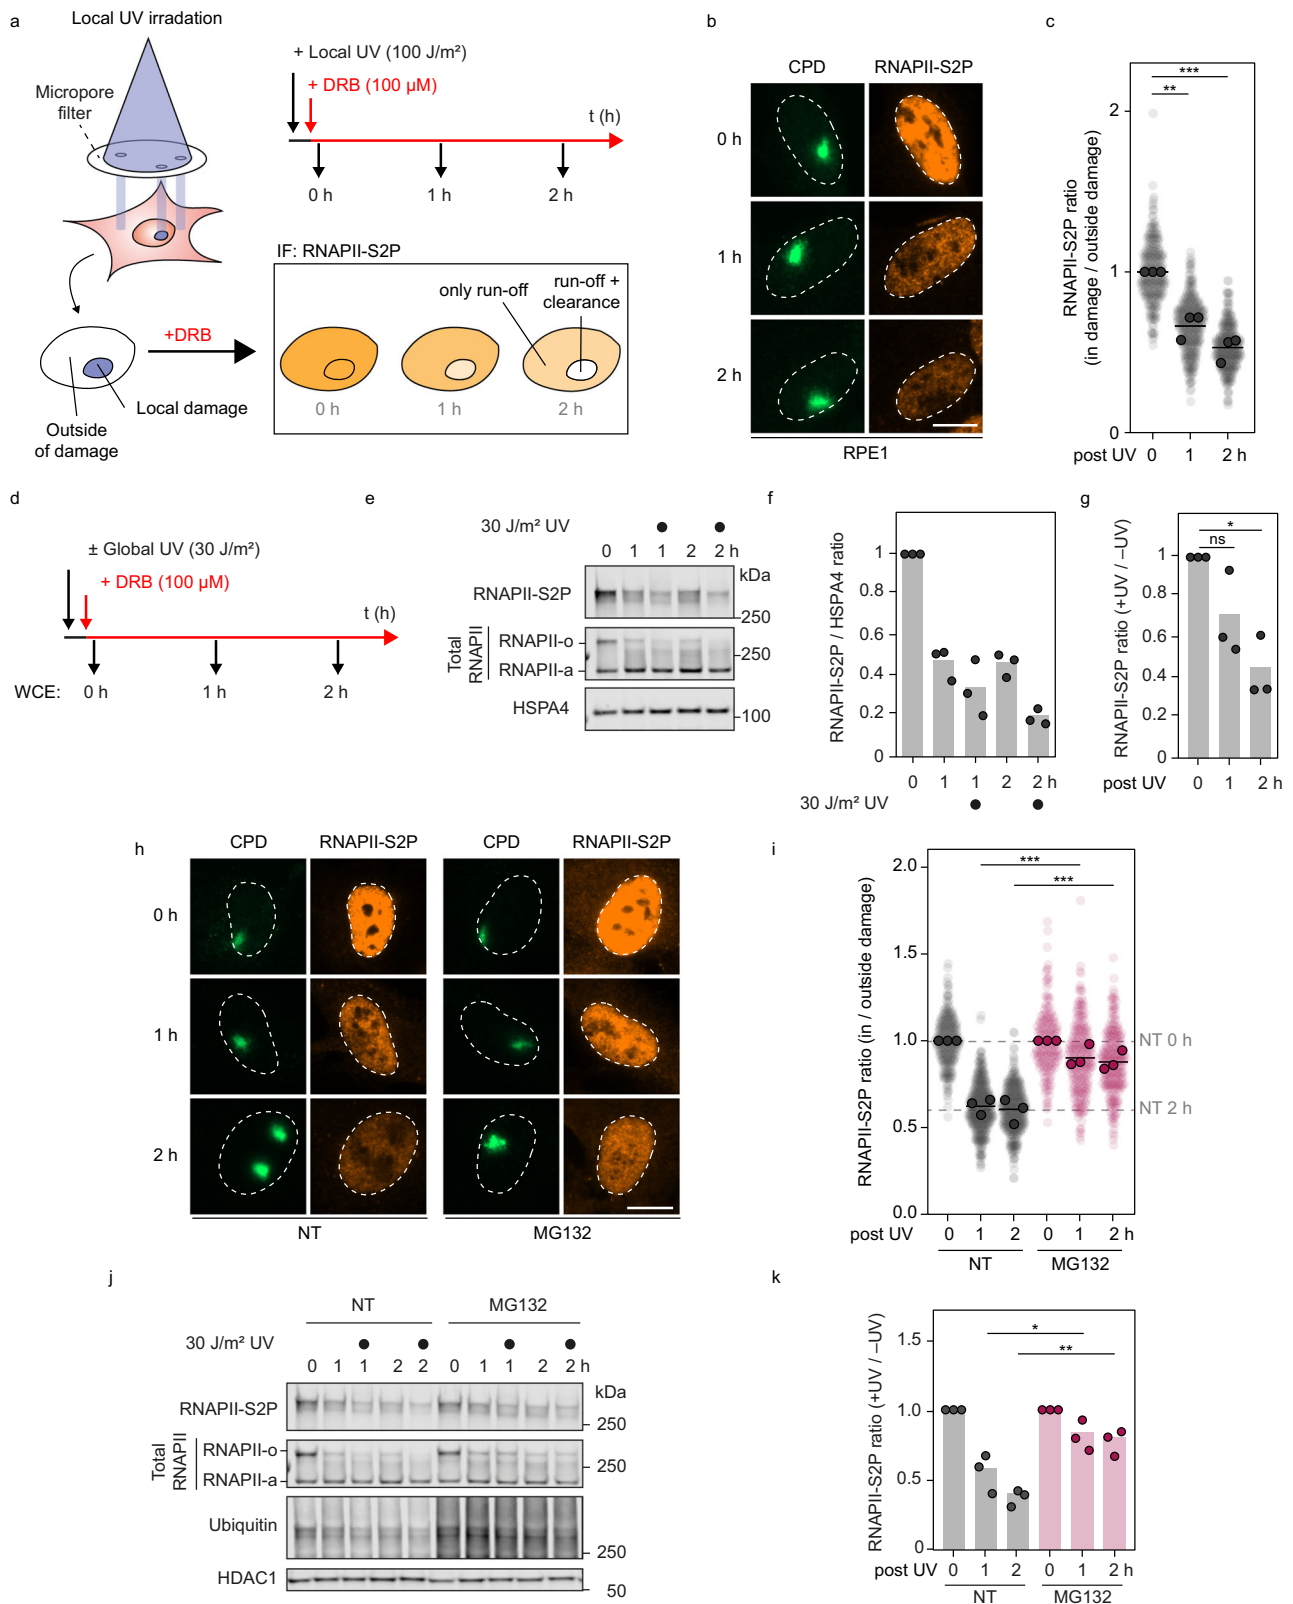 a
Local UV irradiation
Micropore
filter
+ Local UV (100 J/m²)
+ DRB (100 µM)
t (h)
0 h 1 h 2 h
IF: RNAPII-S2P
only run-off
run-off +
clearance
+DRB
0 h 1 h 2 h
Local damage
Outside
of damage
b
CPD RNAPII-S2P
0 h
1 h
2 h
RPE1
c
RNAPII-S2P ratio
(in damage / outside damage)
***
**
2
1
0
post UV 0 1 2 h
d
± Global UV (30 J/m²)
+ DRB (100 µM)
t (h)
WCE: 0 h 1 h 2 h
e
30 J/m² UV
0 1 1 2 2 h
kDa
RNAPII-S2P
250
Total
RNAPII
RNAPII-o
250
RNAPII-a
HSPA4
100
f
RNAPII-S2P / HSPA4 ratio
1
0.6
0.4
0.2
0
0 1 1 2 2 h
30 J/m² UV
g
RNAPII-S2P ratio (+UV / –UV)
*
ns
1
0.6
0.4
0.2
0
post UV 0 1 2 h
h
CPD RNAPII-S2P CPD RNAPII-S2P
0 h
1 h
2 h
NT MG132
i
RNAPII-S2P ratio (in / outside damage)
***
***
2.0
1.5
1.0
0.5
0.0
NT 0 h
NT 2 h
post UV 0 1 2 0 1 2 h
NT MG132
j
NT MG132
30 J/m² UV
0 1 1 2 2 0 1 1 2 2 h
kDa
RNAPII-S2P
250
Total
RNAPII
RNAPII-o
250
RNAPII-a
Ubiquitin
250
HDAC1
50
k
RNAPII-S2P ratio (+UV / –UV)
*
**
1.5
1.0
0.5
0
post UV 0 1 2 0 1 2 h
NT MG132